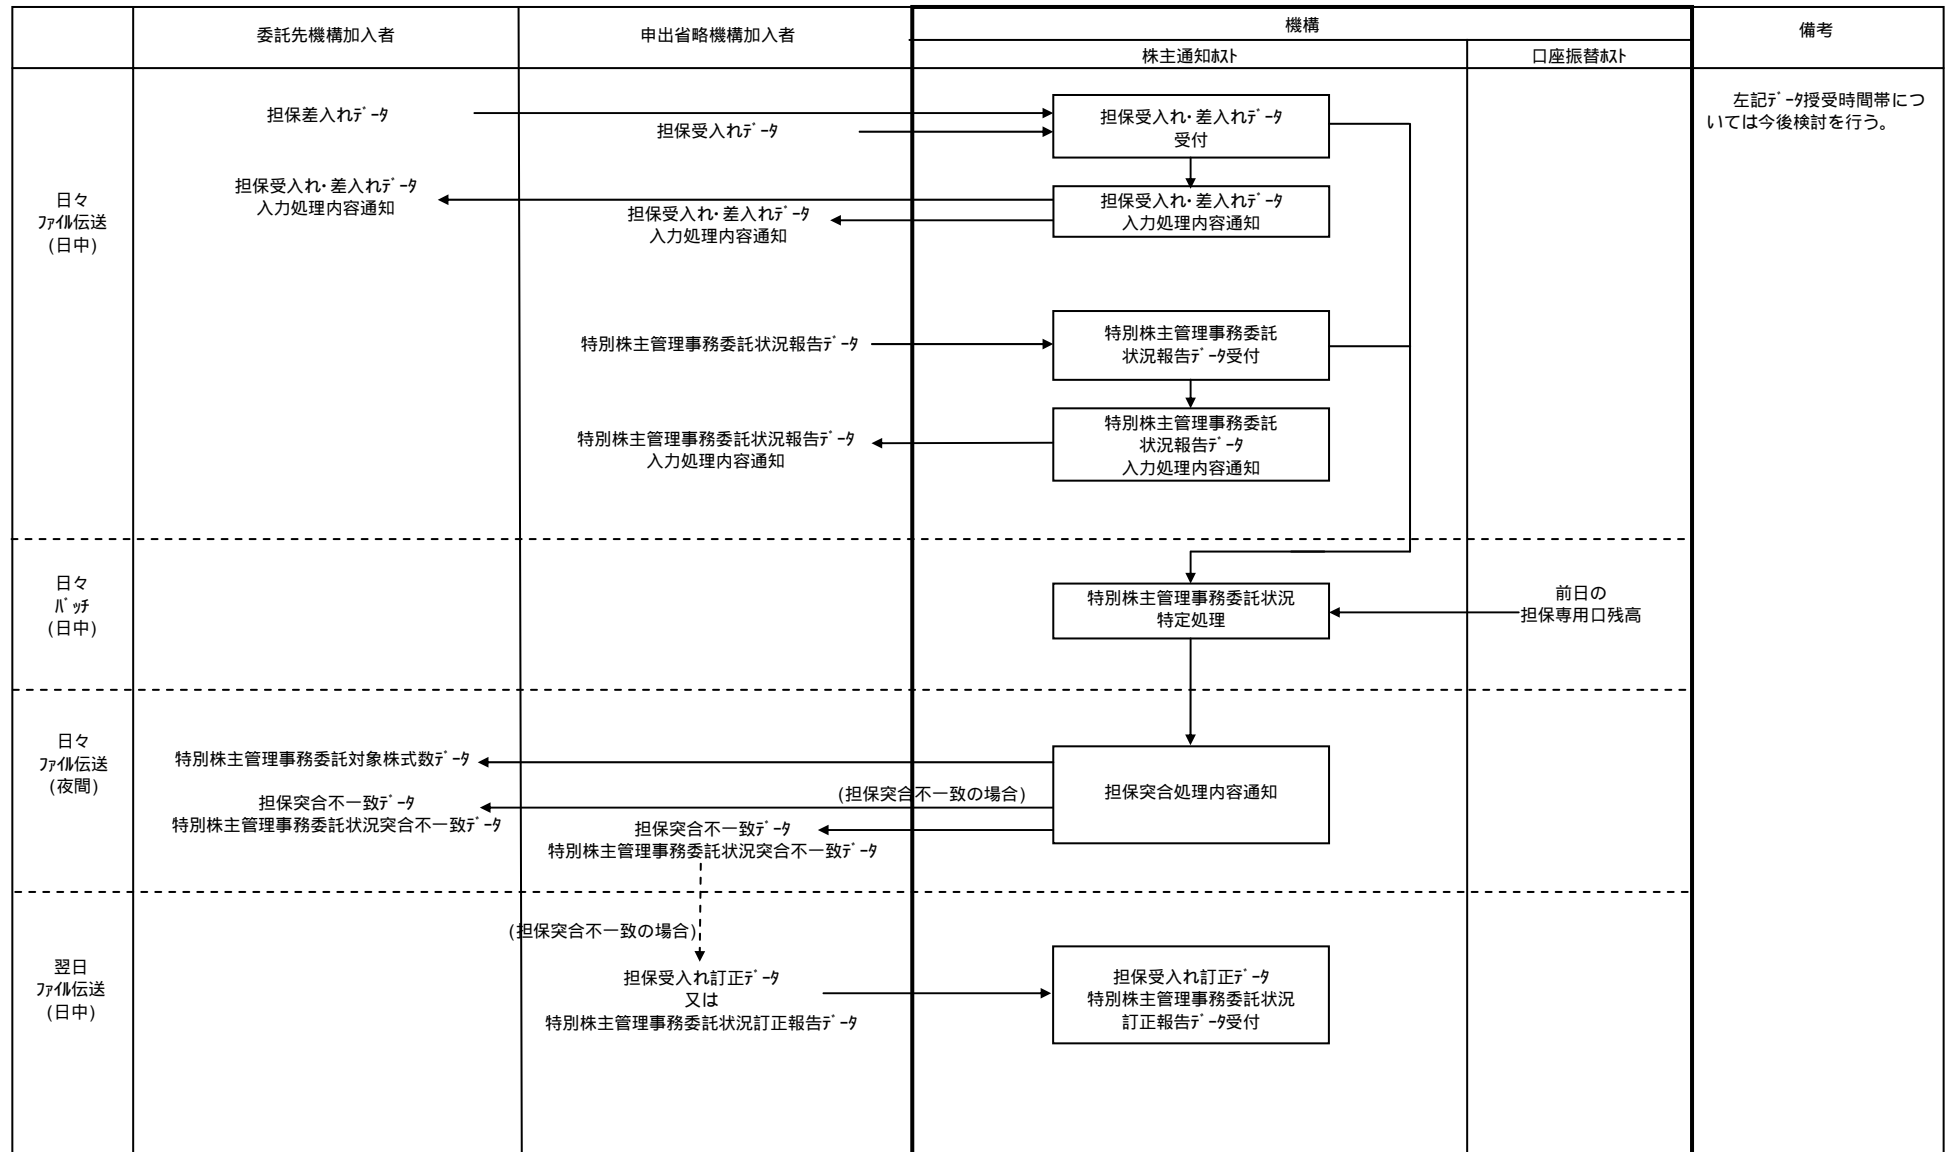 委託先機構加入者
申出省略機構加入者
機構
備考
株主通知ﾎｽﾄ
口座振替ﾎｽﾄ
日々
ﾌｧｲﾙ伝送
(日中)
担保差入れﾃﾞｰﾀ
担保受入れﾃﾞｰﾀ
担保受入れ･差入れﾃﾞｰﾀ
受付
左記ﾃﾞｰﾀ授受時間帯につ
いては今後検討を行う。
担保受入れ･差入れﾃﾞｰﾀ
入力処理内容通知
担保受入れ･差入れﾃﾞｰﾀ
入力処理内容通知
担保受入れ･差入れﾃﾞｰﾀ
入力処理内容通知
特別株主管理事務委託状況報告ﾃﾞｰﾀ
特別株主管理事務委託
状況報告ﾃﾞｰﾀ受付
特別株主管理事務委託状況報告ﾃﾞｰﾀ
入力処理内容通知
特別株主管理事務委託
状況報告ﾃﾞｰﾀ
入力処理内容通知
日々
ﾊﾞｯﾁ
(日中)
特別株主管理事務委託状況
特定処理
前日の
担保専用口残高
日々
ﾌｧｲﾙ伝送
(夜間)
特別株主管理事務委託対象株式数ﾃﾞｰﾀ
担保突合不一致ﾃﾞｰﾀ
特別株主管理事務委託状況突合不一致ﾃﾞｰﾀ
(担保突合不一致の場合)
担保突合不一致ﾃﾞｰﾀ
特別株主管理事務委託状況突合不一致ﾃﾞｰﾀ
担保突合処理内容通知
翌日
ﾌｧｲﾙ伝送
(日中)
(担保突合不一致の場合)
担保受入れ訂正ﾃﾞｰﾀ
又は
特別株主管理事務委託状況訂正報告ﾃﾞｰﾀ
担保受入れ訂正ﾃﾞｰﾀ
特別株主管理事務委託状況
訂正報告ﾃﾞｰﾀ受付